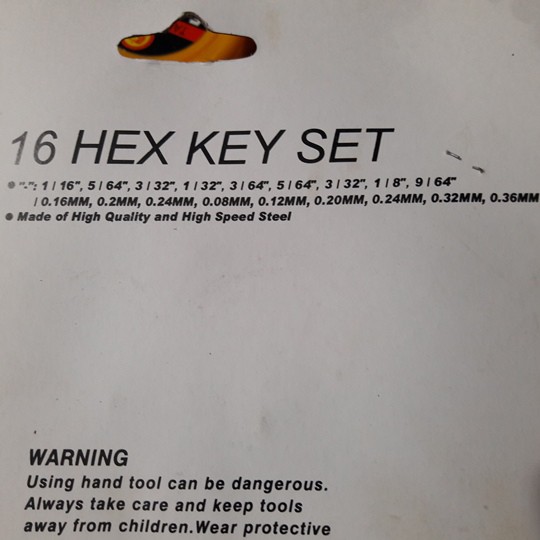 16 HEX KEY SET
● "-": 1/16", 5/64", 3/32", 1/32", 3/64", 5/64", 3/32", 1/8", 9/64"
/ 0.16MM, 0.2MM, 0.24MM, 0.08MM, 0.12MM, 0.20MM, 0.24MM, 0.32MM, 0.36MM
● Made of High Quality and High Speed Steel
WARNING
Using hand tool can be dangerous.
Always take care and keep tools
away from children.Wear protective